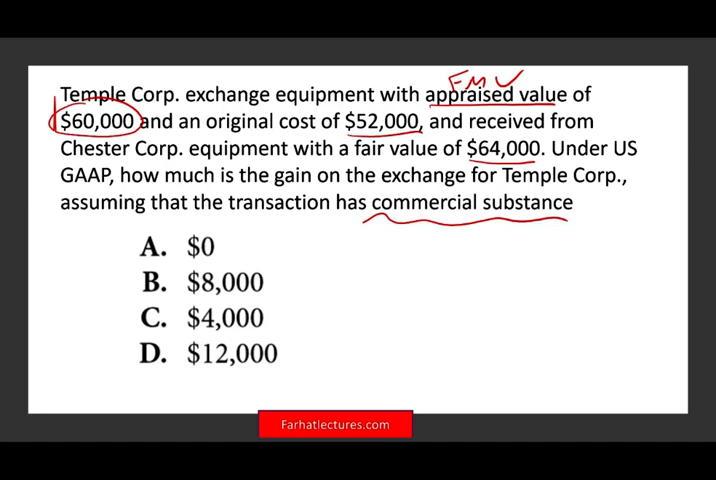 FMV
Temple Corp. exchange equipment with appraised value of
$60,000 and an original cost of $52,000, and received from
Chester Corp. equipment with a fair value of $64,000. Under US
GAAP, how much is the gain on the exchange for Temple Corp.,
assuming that the transaction has commercial substance
A. $0
B. $8,000
C. $4,000
D. $12,000
Farhatlectures.com